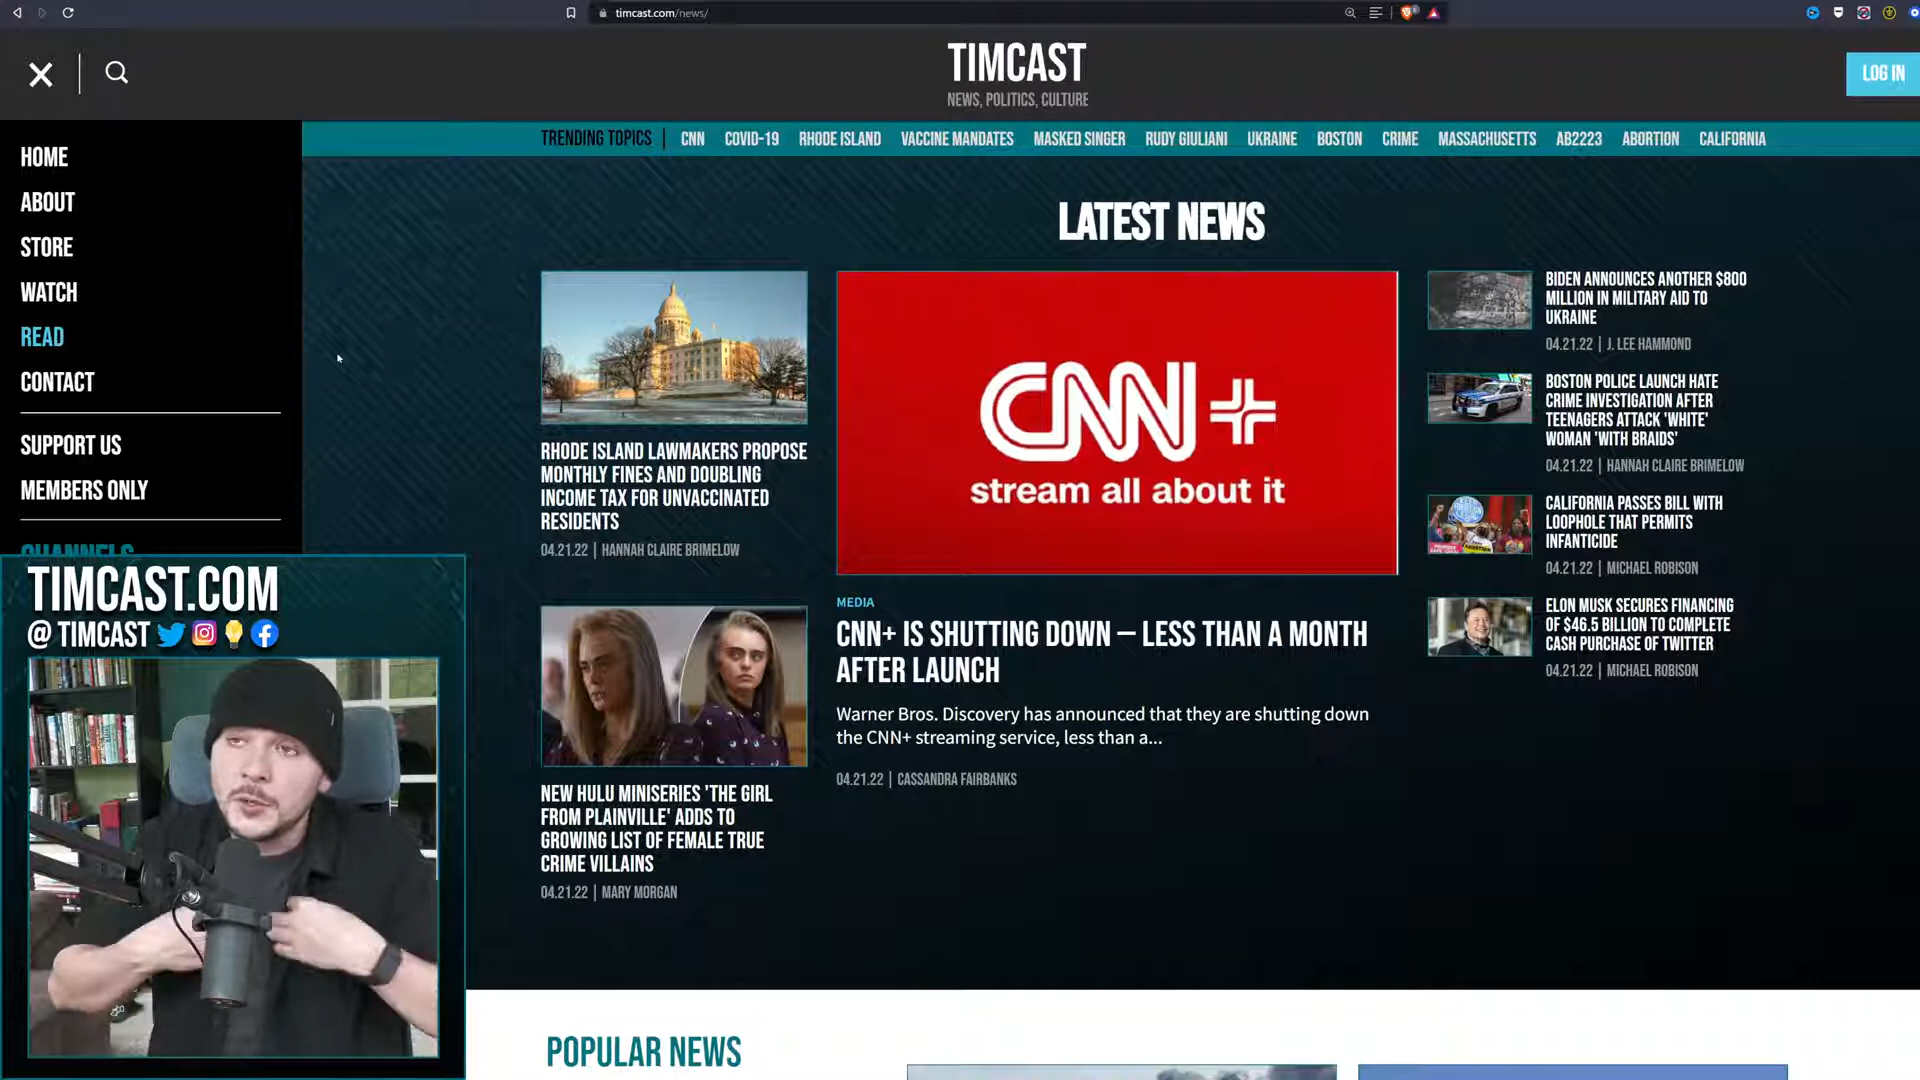 timcast.com/news/
TIMCAST
NEWS, POLITICS, CULTURE
LOG IN
TRENDING TOPICS | CNN COVID-19 RHODE ISLAND VACCINE MANDATES MASKED SINGER RUDY GIULIANI UKRAINE BOSTON CRIME MASSACHUSETTS AB2223 ABORTION CALIFORNIA
HOME
ABOUT
STORE
WATCH
READ
CONTACT
SUPPORT US
MEMBERS ONLY
CHANNELS
TIMCAST.COM
@ TIMCAST
LATEST NEWS
RHODE ISLAND LAWMAKERS PROPOSE
MONTHLY FINES AND DOUBLING
INCOME TAX FOR UNVACCINATED
RESIDENTS
04.21.22 | HANNAH CLAIRE BRIMELOW
NEW HULU MINISERIES 'THE GIRL
FROM PLAINVILLE' ADDS TO
GROWING LIST OF FEMALE TRUE
CRIME VILLAINS
04.21.22 | MARY MORGAN
CNN+
stream all about it
MEDIA
CNN+ IS SHUTTING DOWN — LESS THAN A MONTH
AFTER LAUNCH
Warner Bros. Discovery has announced that they are shutting down
the CNN+ streaming service, less than a...
04.21.22 | CASSANDRA FAIRBANKS
BIDEN ANNOUNCES ANOTHER $800
MILLION IN MILITARY AID TO
UKRAINE
04.21.22 | J. LEE HAMMOND
BOSTON POLICE LAUNCH HATE
CRIME INVESTIGATION AFTER
TEENAGERS ATTACK 'WHITE'
WOMAN 'WITH BRAIDS'
04.21.22 | HANNAH CLAIRE BRIMELOW
CALIFORNIA PASSES BILL WITH
LOOPHOLE THAT PERMITS
INFANTICIDE
04.21.22 | MICHAEL ROBISON
ELON MUSK SECURES FINANCING
OF $46.5 BILLION TO COMPLETE
CASH PURCHASE OF TWITTER
04.21.22 | MICHAEL ROBISON
POPULAR NEWS